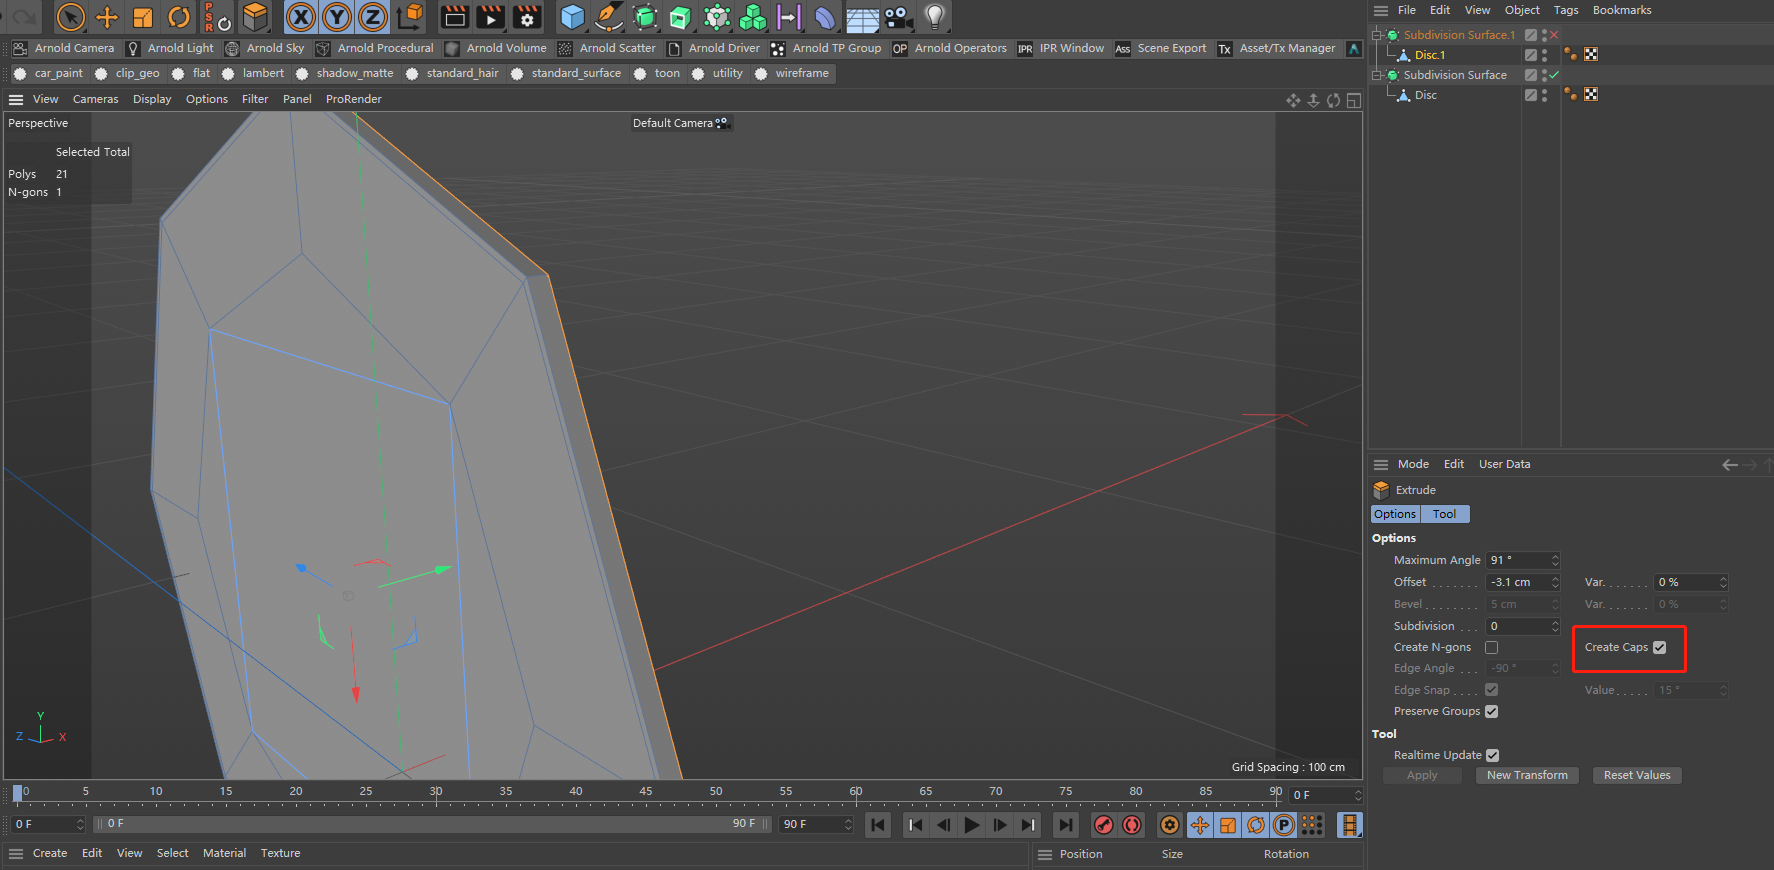 PSR
X Y Z
File Edit View Object Tags Bookmarks
Subdivision Surface.1
Disc.1
Subdivision Surface
Disc
Arnold Camera Arnold Light Arnold Sky Arnold Procedural Arnold Volume Arnold Scatter Arnold Driver Arnold TP Group OP Arnold Operators IPR IPR Window Ass Scene Export Tx Asset/Tx Manager
car_paint clip_geo flat lambert shadow_matte standard_hair standard_surface toon utility wireframe
View Cameras Display Options Filter Panel ProRender
Perspective
Default Camera
Selected Total
Polys 21
N-gons 1
Y
Z X
Grid Spacing : 100 cm
Mode Edit User Data
Extrude
Options Tool
Options
Maximum Angle 91 °
Offset . . . . . . . -3.1 cm Var. . . . . . . 0 %
Bevel . . . . . . . . 5 cm Var. . . . . . . 0 %
Subdivision . . . 0
Create N-gons Create Caps
Edge Angle . . . -90 °
Edge Snap . . . . Value . . . . . 15 °
Preserve Groups
Tool
Realtime Update
Apply New Transform Reset Values
0 5 10 15 20 25 30 35 40 45 50 55 60 65 70 75 80 85 90 0 F
0 F 0 F 90 F 90 F P
Create Edit View Select Material Texture
Position Size Rotation